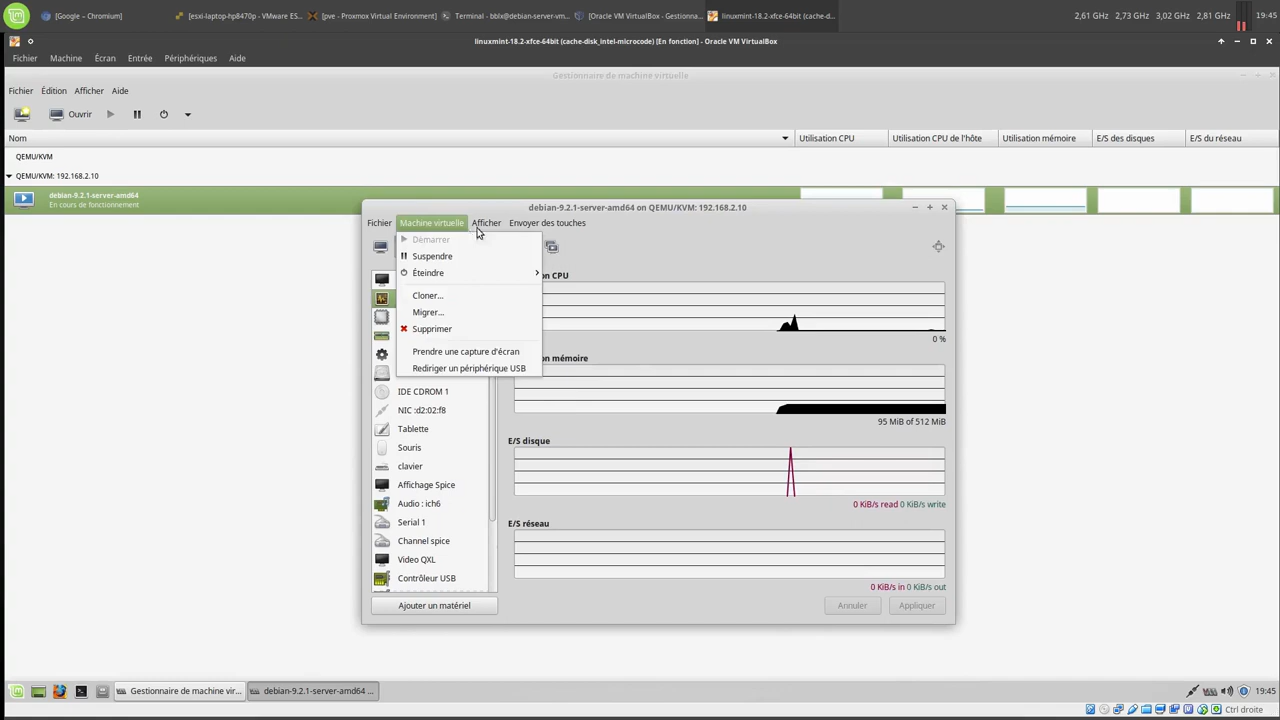 [Google – Chromium]
[esxi-laptop-hp8470p - VMware ES...
[pve - Proxmox Virtual Environment]
Terminal - bblx@debian-server-vm...
[Oracle VM VirtualBox - Gestionna...
linuxmint-18.2-xfce-64bit (cache-d...
2,61 GHz
2,73 GHz
3,02 GHz
2,81 GHz
19:45
linuxmint-18.2-xfce-64bit (cache-disk_intel-microcode) [En fonction] - Oracle VM VirtualBox
Fichier Machine Écran Entrée Périphériques Aide
Gestionnaire de machine virtuelle
Fichier Édition Afficher Aide
Ouvrir
Nom
Utilisation CPU
Utilisation CPU de l'hôte
Utilisation mémoire
E/S des disques
E/S du réseau
QEMU/KVM
QEMU/KVM: 192.168.2.10
debian-9.2.1-server-amd64
En cours de fonctionnement
debian-9.2.1-server-amd64 on QEMU/KVM: 192.168.2.10
Fichier Machine virtuelle Afficher Envoyer des touches
Démarrer
Suspendre
Éteindre
Cloner...
Migrer...
Supprimer
Prendre une capture d'écran
Rediriger un périphérique USB
IDE CDROM 1
NIC :d2:02:f8
Tablette
Souris
clavier
Affichage Spice
Audio : ich6
Serial 1
Channel spice
Video QXL
Contrôleur USB
Ajouter un matériel
on CPU
0 %
on mémoire
95 MiB of 512 MiB
E/S disque
0 KiB/s read 0 KiB/s write
E/S réseau
0 KiB/s in 0 KiB/s out
Annuler
Appliquer
Gestionnaire de machine vir...
debian-9.2.1-server-amd64 ...
19:45
Ctrl droite